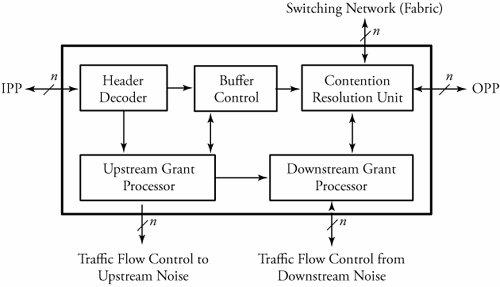 Switching Network (Fabric)
n
IPP
n
Header
Decoder
Buffer
Control
Contention
Resolution Unit
n
OPP
Upstream Grant
Processor
Downstream Grant
Processor
n
n
Traffic Flow Control to
Upstream Noise
Traffic Flow Control from
Downstream Noise